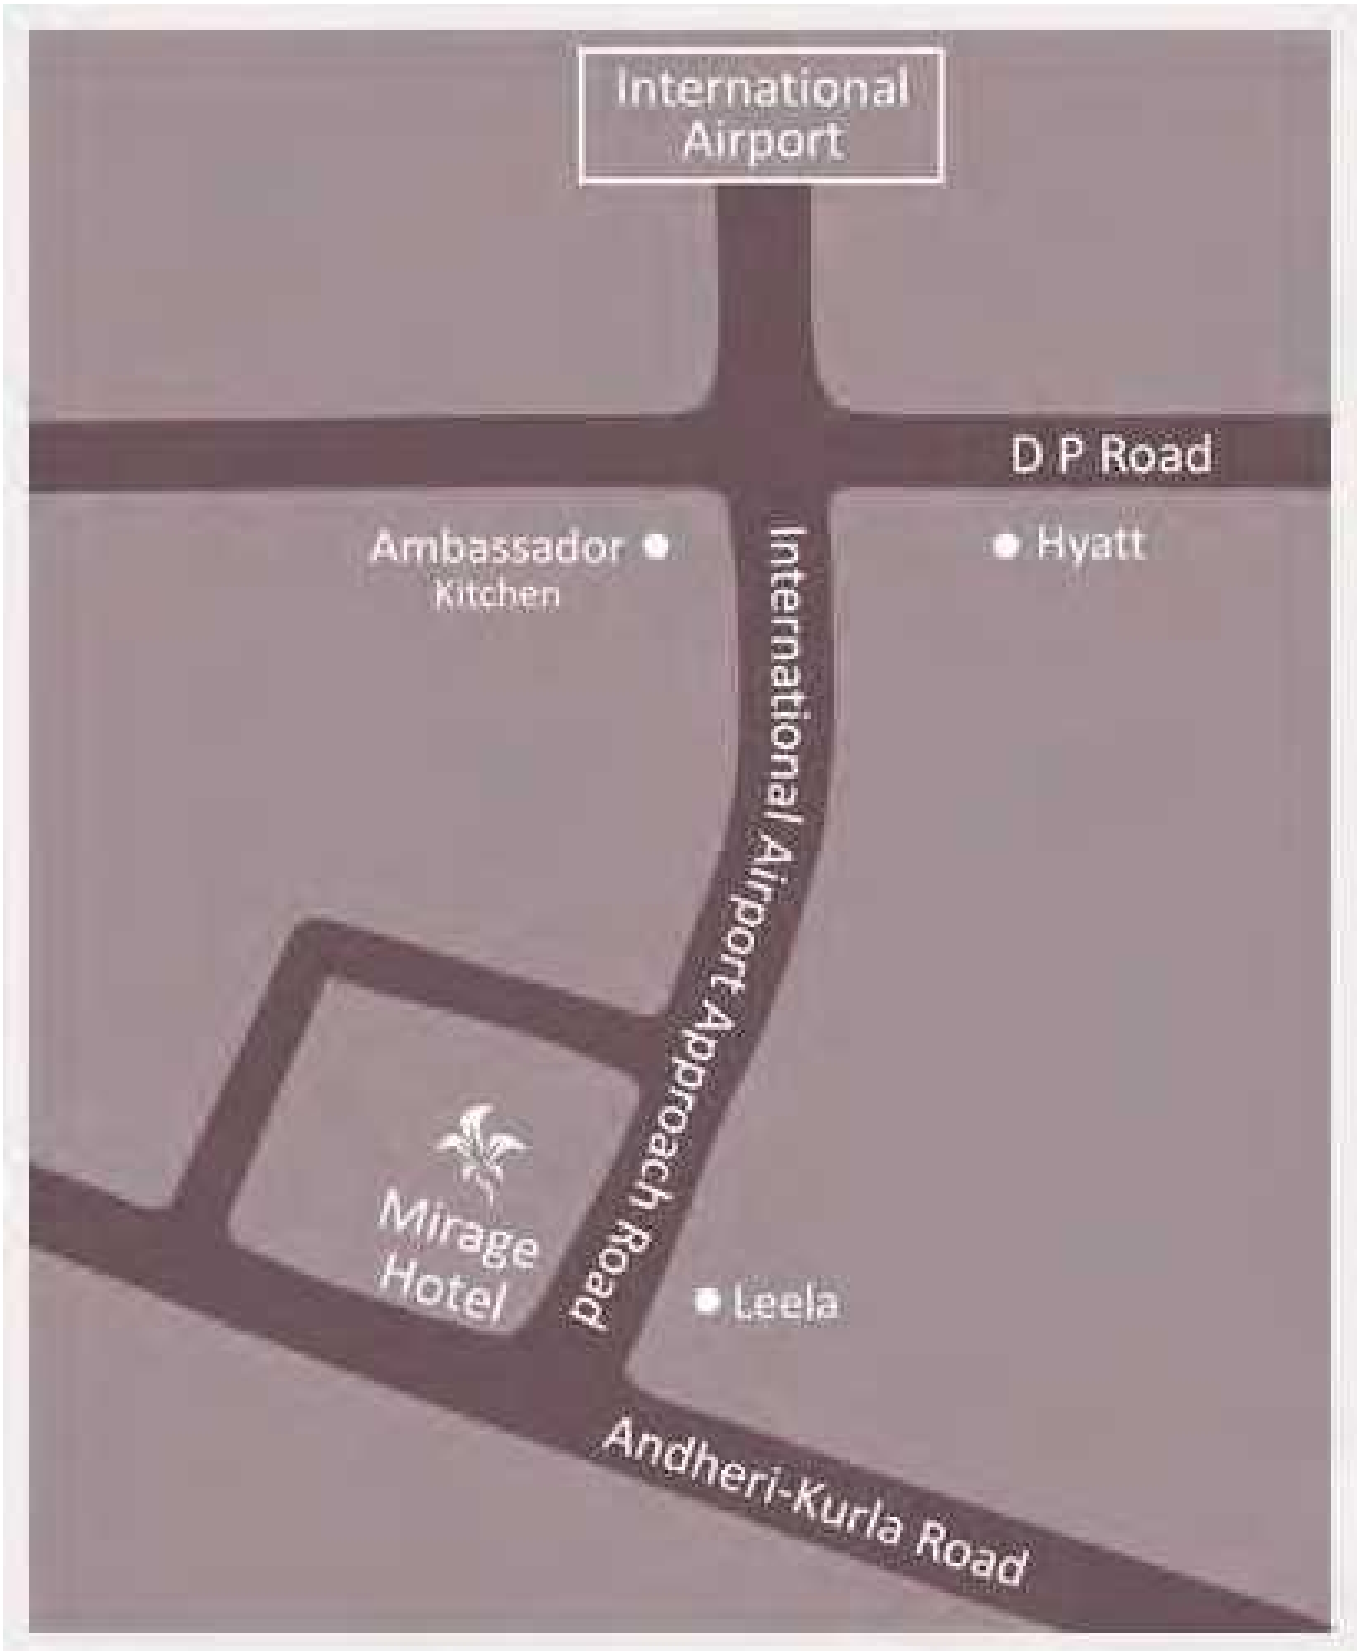 International
Airport
D P Road
Ambassador
Kitchen
Hyatt
International Airport Approach Road
Mirage
Hotel
Leela
Andheri-Kurla Road